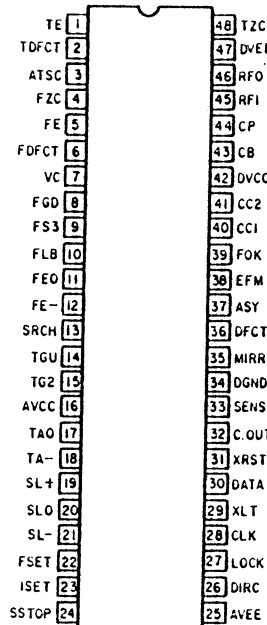 TE 1 48 TZC
TDFCT 2 47
ATSC 3 46 RFO
FZC 4 45 RFI
FE 5 44 CP
FDFCT 6 43 CB
VC 7 42 DVCC
FGD 8 41 CC2
FS3 9 40 CC1
FLB 10 39 FOK
FEO 11 38 EFM
FE- 12 37 ASY
SRCH 13 36 DFCT
TGU 14 35 MIRR
TG2 15 34 DGND
AVCC 16 33 SENS
TAO 17 32 C.OUT
TA- 18 31 XRST
SL+ 19 30 DATA
SLO 20 29 XLT
SL- 21 28 CLK
FSET 22 27 LOCK
ISET 23 26 DIRC
SSTOP 24 25 AVEE